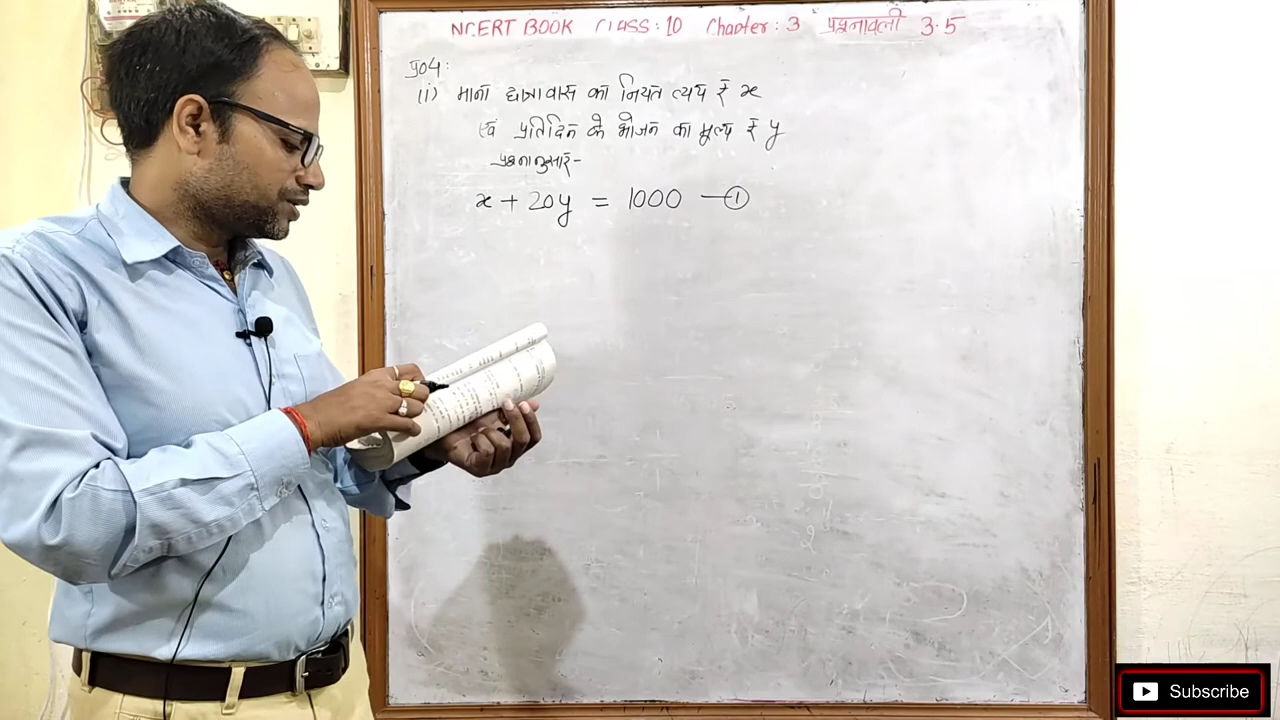 NCERT BOOK CLASS:10 Chapter:3 प्रश्नावली 3.5
प्र04:
(i) माना छात्रावास का नियत व्यय ₹ x
एवं प्रतिदिन के भोजन का मूल्य ₹ y
प्रश्नानुसार-
x + 20y = 1000 —①
Subscribe